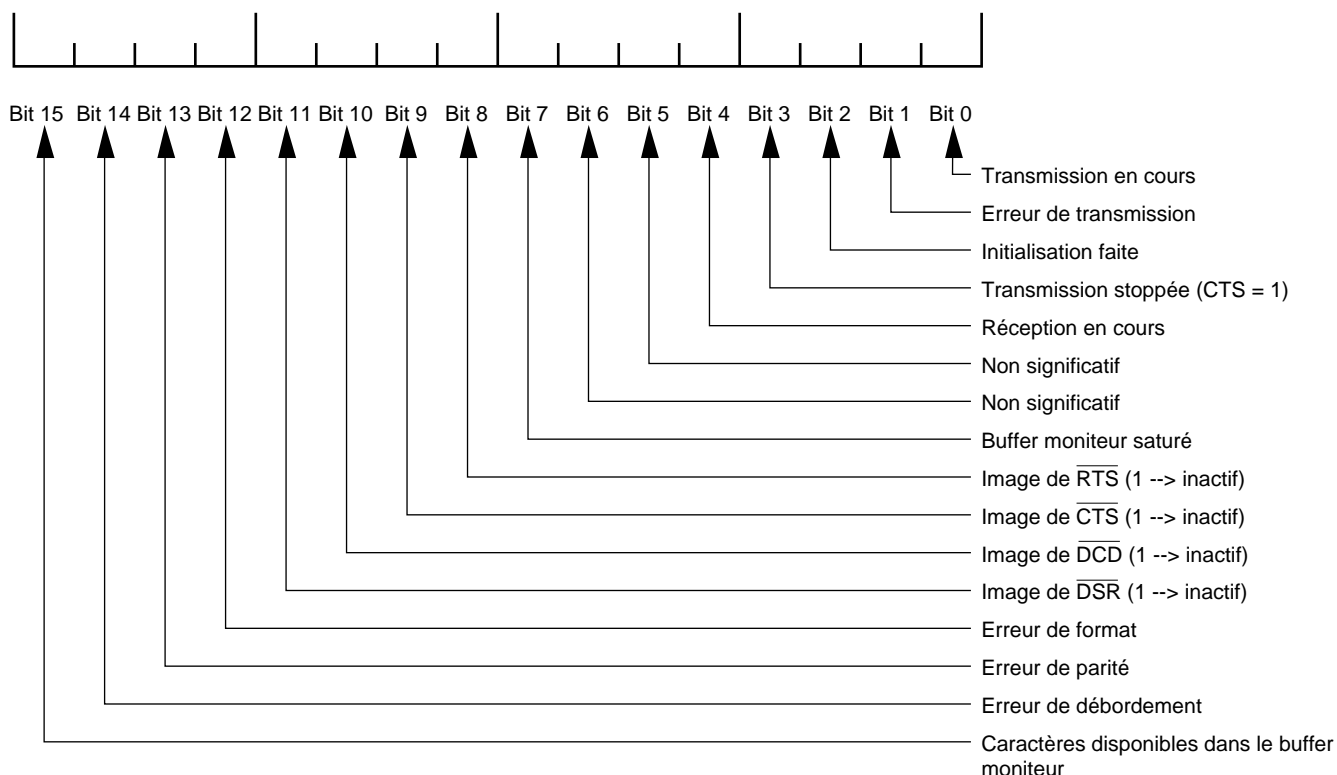 Bit 15 Bit 14 Bit 13 Bit 12 Bit 11 Bit 10 Bit 9 Bit 8 Bit 7 Bit 6 Bit 5 Bit 4 Bit 3 Bit 2 Bit 1 Bit 0
Transmission en cours
Erreur de transmission
Initialisation faite
Transmission stoppée (CTS = 1)
Réception en cours
Non significatif
Non significatif
Buffer moniteur saturé
Image de R̅T̅S̅ (1 --> inactif)
Image de C̅T̅S̅ (1 --> inactif)
Image de D̅C̅D̅ (1 --> inactif)
Image de D̅S̅R̅ (1 --> inactif)
Erreur de format
Erreur de parité
Erreur de débordement
Caractères disponibles dans le buffer
moniteur